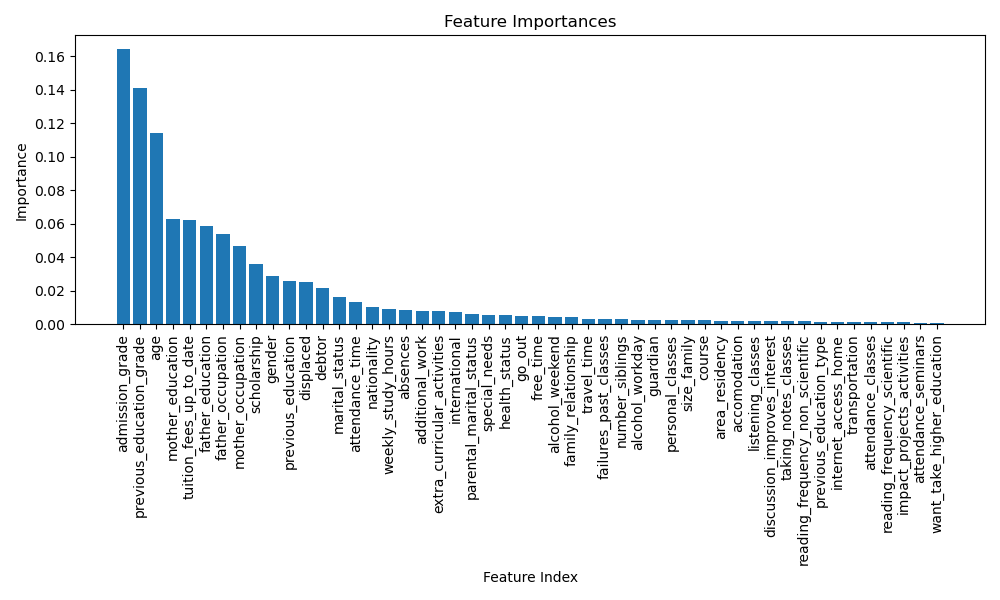 Feature Importances
Importance
0.16
0.14
0.12
0.10
0.08
0.06
0.04
0.02
0.00
admission_grade
previous_education_grade
age
mother_education
tuition_fees_up_to_date
father_education
father_occupation
mother_occupation
scholarship
gender
previous_education
displaced
debtor
marital_status
attendance_time
nationality
weekly_study_hours
absences
additional_work
extra_curricular_activities
international
parental_marital_status
special_needs
health_status
go_out
free_time
alcohol_weekend
family_relationship
travel_time
failures_past_classes
number_siblings
alcohol_workday
guardian
personal_classes
size_family
course
area_residency
accomodation
listening_classes
discussion_improves_interest
taking_notes_classes
reading_frequency_non_scientific
previous_education_type
internet_access_home
transportation
attendance_classes
reading_frequency_scientific
impact_projects_activities
attendance_seminars
want_take_higher_education
Feature Index